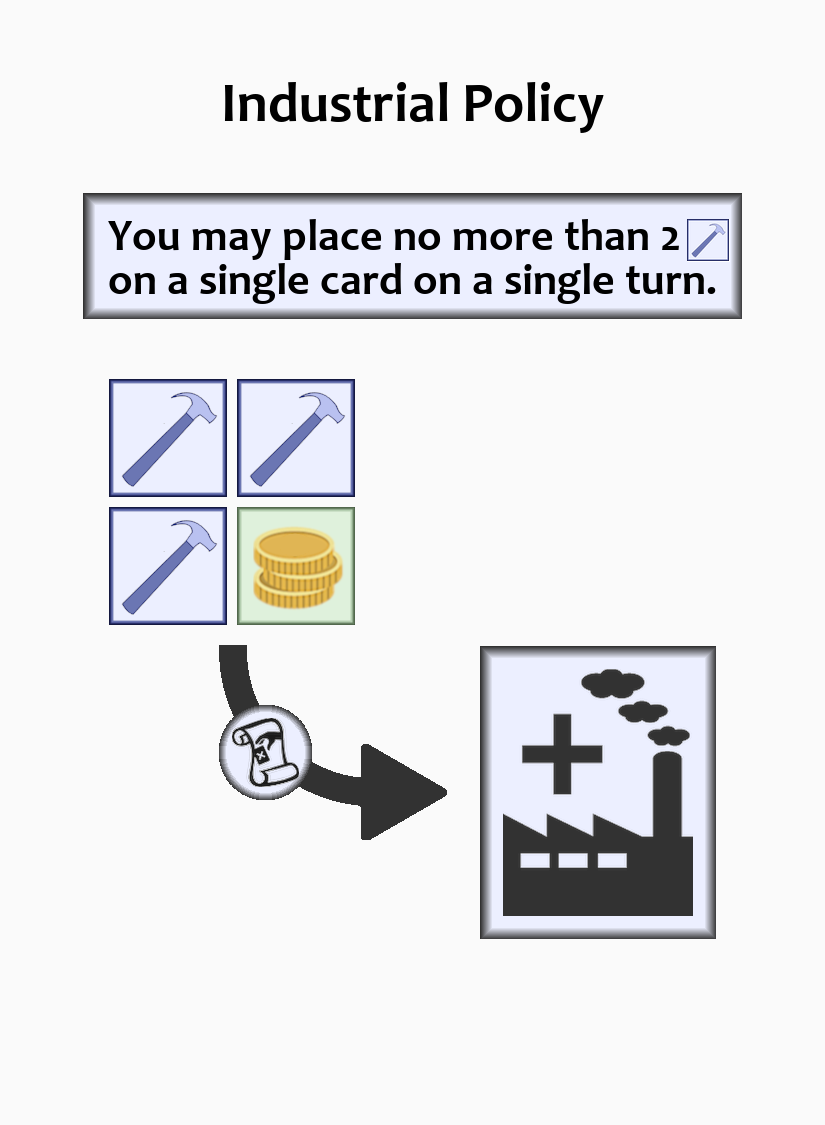 Industrial Policy
You may place no more than 2
on a single card on a single turn.